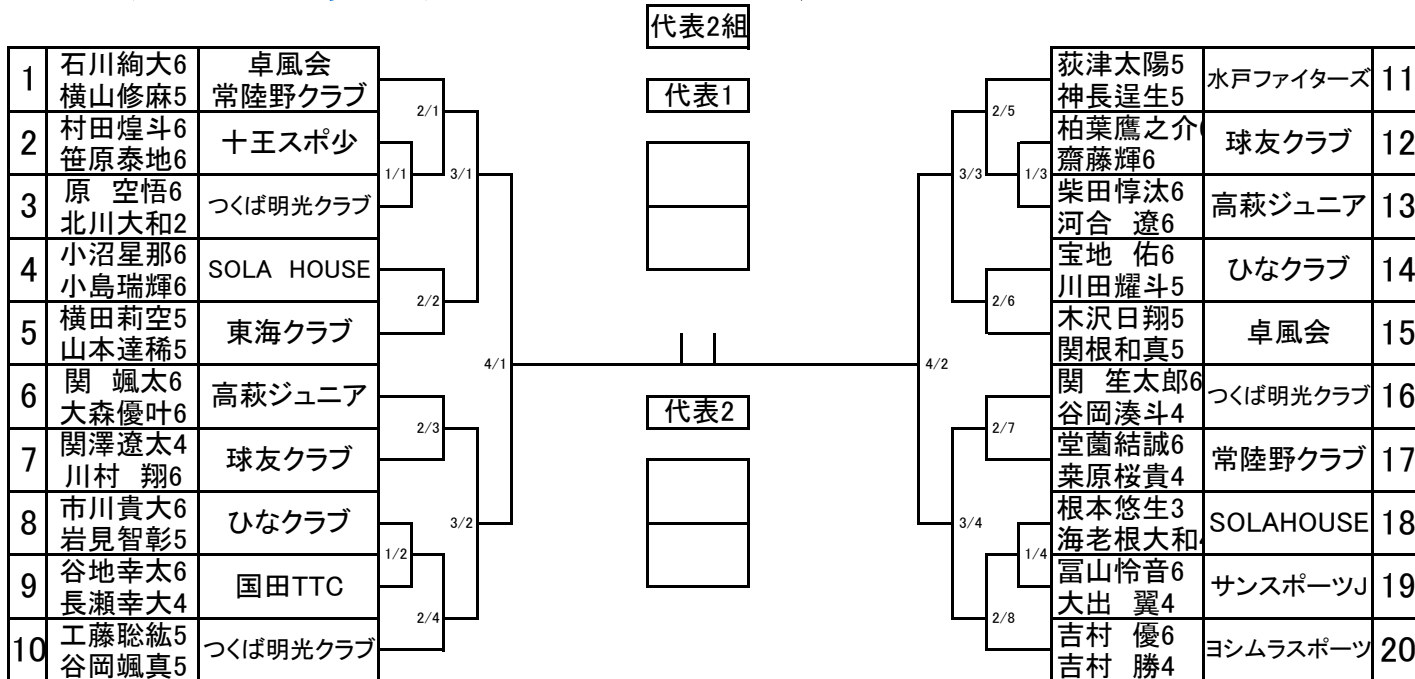 代表2組
代表1
代表2
1
石川絢大6
横山修麻5
卓風会
常陸野クラブ
2
村田煌斗6
笹原泰地6
十王スポ少
3
原　空悟6
北川大和2
つくば明光クラブ
4
小沼星那6
小島瑞輝6
SOLA HOUSE
5
横田莉空5
山本達稀5
東海クラブ
6
関　颯太6
大森優叶6
高萩ジュニア
7
関澤遼太4
川村　翔6
球友クラブ
8
市川貴大6
岩見智彰5
ひなクラブ
9
谷地幸太6
長瀬幸大4
国田TTC
10
工藤聡紘5
谷岡颯真5
つくば明光クラブ
2/1
1/1
3/1
2/2
4/1
2/3
3/2
1/2
2/4
2/5
3/3
1/3
2/6
4/2
2/7
3/4
1/4
2/8
荻津太陽5
神長逞生5
水戸ファイターズ
11
柏葉鷹之介
齋藤輝6
球友クラブ
12
柴田惇汰6
河合　遼6
高萩ジュニア
13
宝地　佑6
川田耀斗5
ひなクラブ
14
木沢日翔5
関根和真5
卓風会
15
関　笙太郎6
谷岡湊斗4
つくば明光クラブ
16
堂薗結誠6
桒原桜貴4
常陸野クラブ
17
根本悠生3
海老根大和
SOLAHOUSE
18
冨山怜音6
大出　翼4
サンスポーツJ
19
吉村　優6
吉村　勝4
ヨシムラスポーツ
20